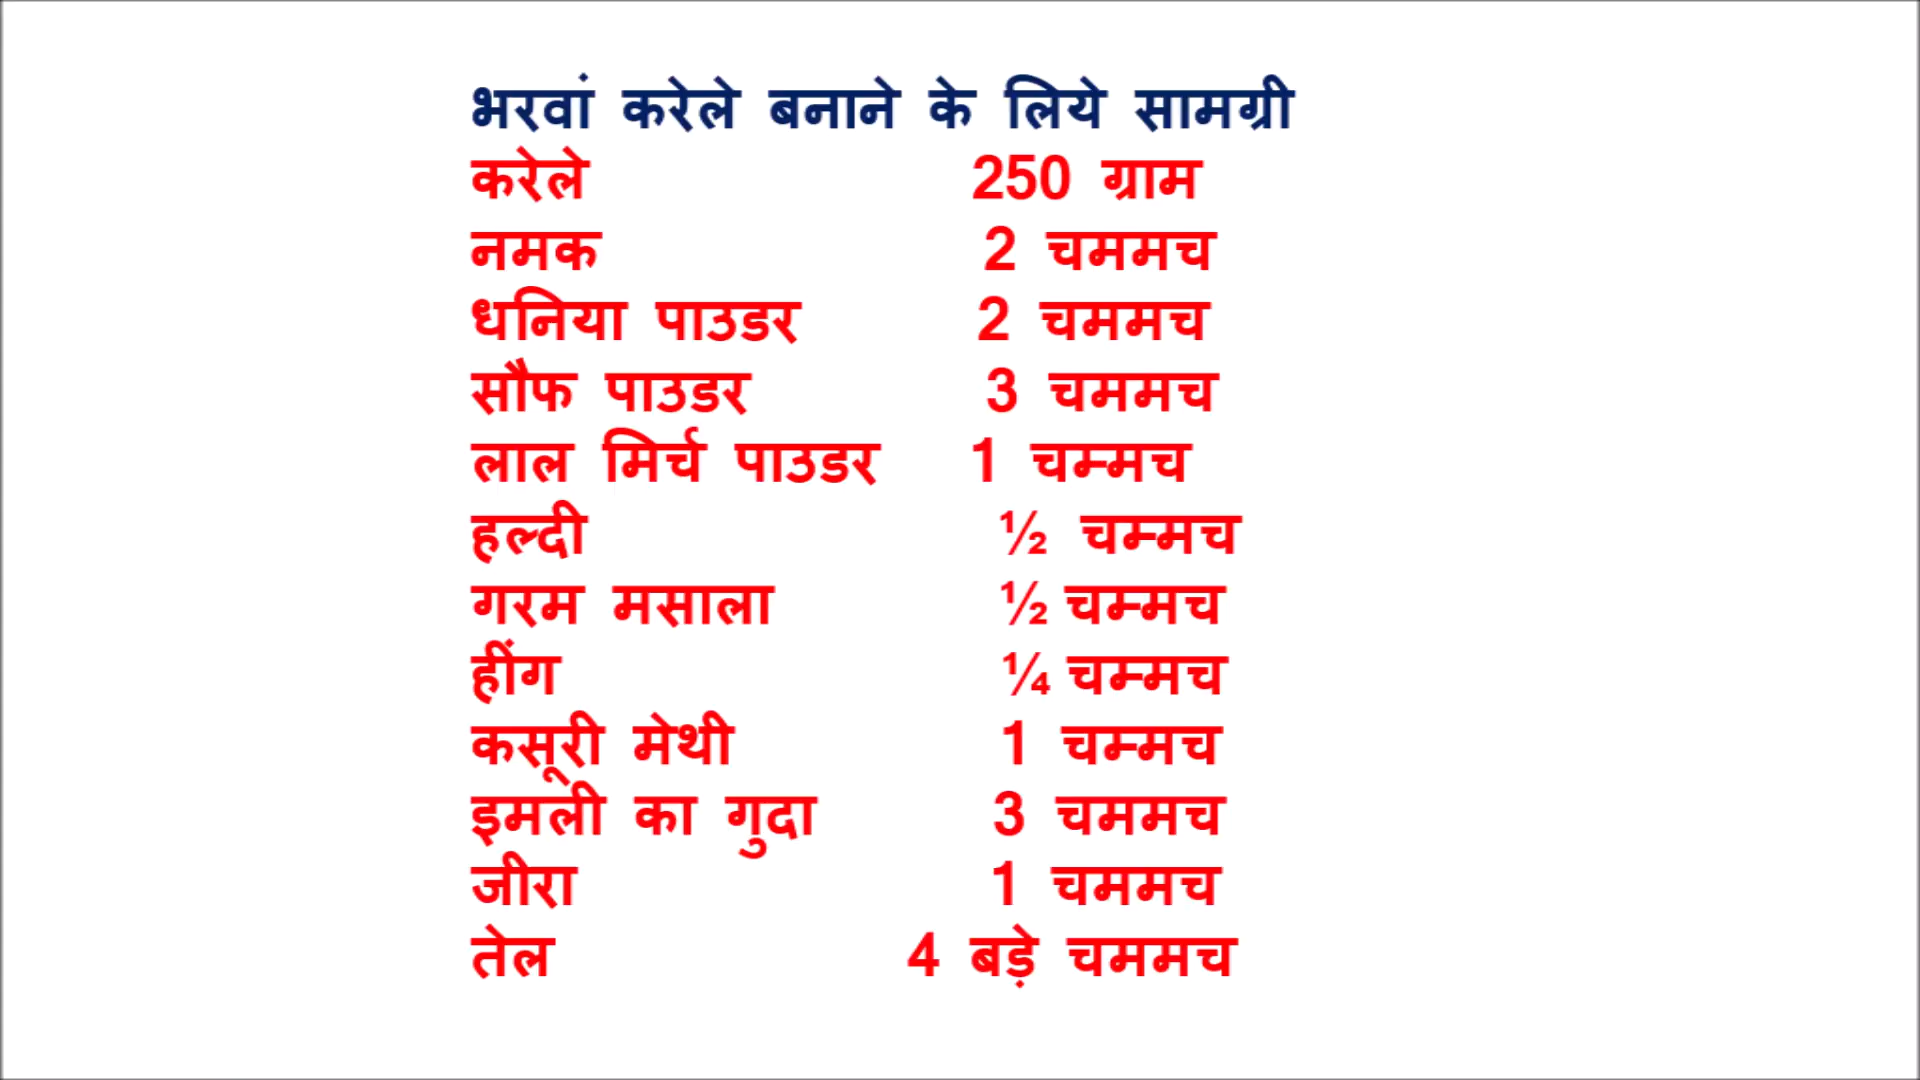 भरवां करेले बनाने के लिये सामग्री
करेले 250 ग्राम
नमक 2 चममच
धनिया पाउडर 2 चममच
सौफ पाउडर 3 चममच
लाल मिर्च पाउडर 1 चम्मच
हल्दी ½ चम्मच
गरम मसाला ½ चम्मच
हींग ¼ चम्मच
कसूरी मेथी 1 चम्मच
इमली का गुदा 3 चममच
जीरा 1 चममच
तेल 4 बड़े चममच